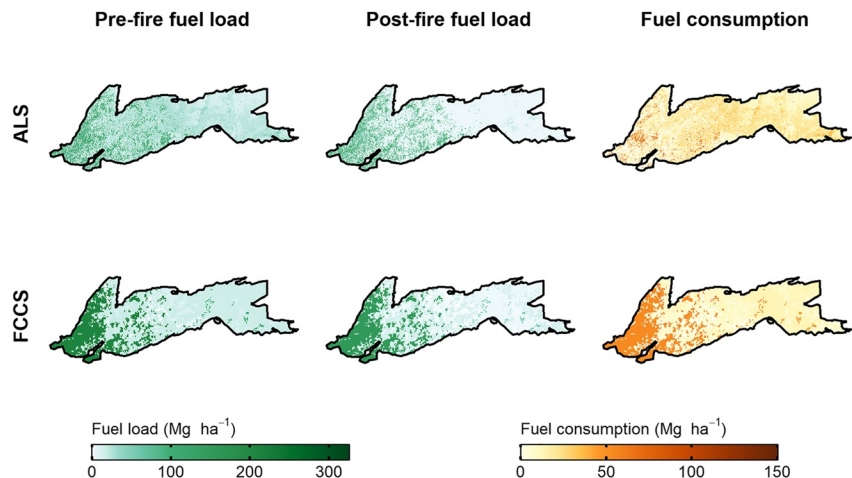 Pre-fire fuel load Post-fire fuel load Fuel consumption
ALS
FCCS
Fuel load (Mg ha⁻¹)
0 100 200 300
Fuel consumption (Mg ha⁻¹)
0 50 100 150